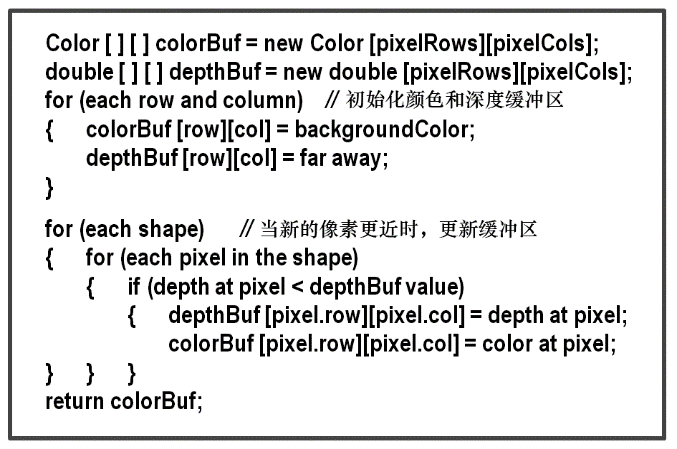 Color [ ] [ ] colorBuf = new Color [pixelRows][pixelCols];
double [ ] [ ] depthBuf = new double [pixelRows][pixelCols];
for (each row and column) // 初始化颜色和深度缓冲区
{ colorBuf [row][col] = backgroundColor;
depthBuf [row][col] = far away;
}
for (each shape) // 当新的像素更近时，更新缓冲区
{ for (each pixel in the shape)
{ if (depth at pixel < depthBuf value)
{ depthBuf [pixel.row][pixel.col] = depth at pixel;
colorBuf [pixel.row][pixel.col] = color at pixel;
} } }
return colorBuf;